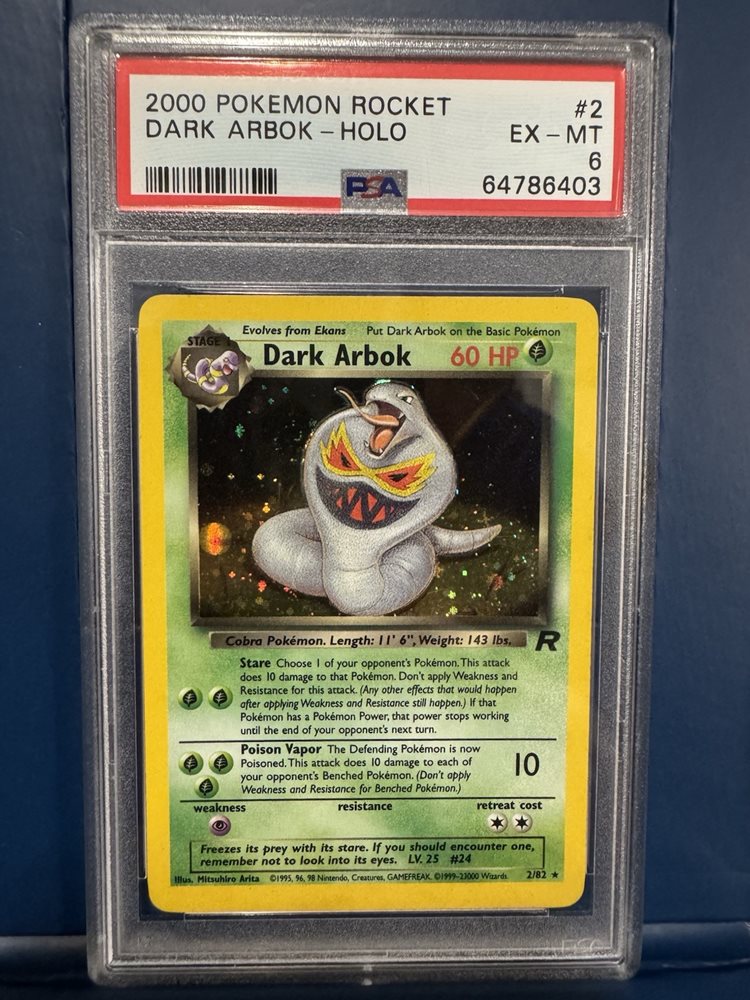 2000 POKEMON ROCKET #2
DARK ARBOK – HOLO EX – MT
6
PSA 64786403
Evolves from Ekans Put Dark Arbok on the Basic Pokémon
STAGE 1
Dark Arbok 60 HP
Cobra Pokémon. Length: 11' 6", Weight: 143 lbs.
R
Stare Choose 1 of your opponent's Pokémon. This attack
does 10 damage to that Pokémon. Don't apply Weakness and
Resistance for this attack. (Any other effects that would happen
after applying Weakness and Resistance still happen.) If that
Pokémon has a Pokémon Power, that power stops working
until the end of your opponent's next turn.
Poison Vapor The Defending Pokémon is now
Poisoned. This attack does 10 damage to each of
your opponent's Benched Pokémon. (Don't apply
Weakness and Resistance for Benched Pokémon.)
10
weakness resistance retreat cost
Freezes its prey with its stare. If you should encounter one,
remember not to look into its eyes. LV. 25 #24
Illus. Mitsuhiro Arita ©1995, 96, 98 Nintendo, Creatures, GAMEFREAK. ©1999–2000 Wizards. 2/82 ★